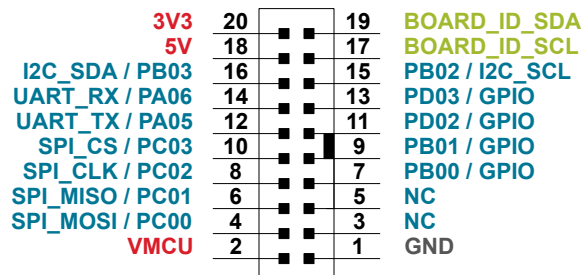 3V3 20 19 BOARD_ID_SDA
5V 18 17 BOARD_ID_SCL
I2C_SDA / PB03 16 15 PB02 / I2C_SCL
UART_RX / PA06 14 13 PD03 / GPIO
UART_TX / PA05 12 11 PD02 / GPIO
SPI_CS / PC03 10 9 PB01 / GPIO
SPI_CLK / PC02 8 7 PB00 / GPIO
SPI_MISO / PC01 6 5 NC
SPI_MOSI / PC00 4 3 NC
VMCU 2 1 GND